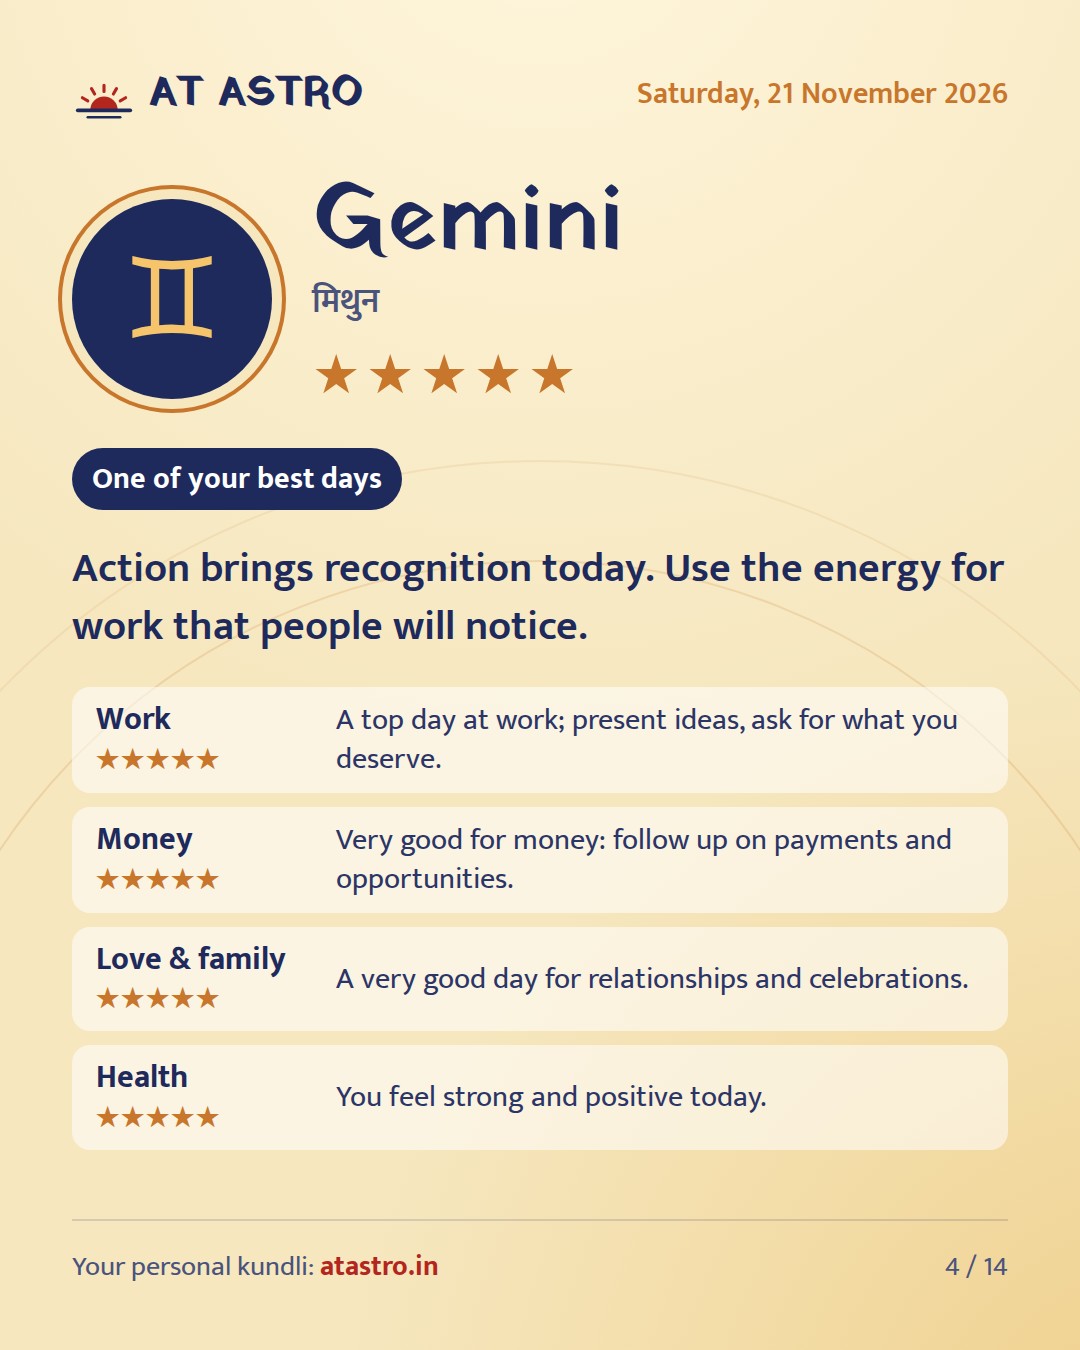 AT ASTRO
Saturday, 21 November 2026
Gemini
मिथुन
★★★★★
One of your best days
Action brings recognition today. Use the energy for
work that people will notice.
Work
★★★★★
A top day at work; present ideas, ask for what you
deserve.
Money
★★★★★
Very good for money: follow up on payments and
opportunities.
Love & family
★★★★★
A very good day for relationships and celebrations.
Health
★★★★★
You feel strong and positive today.
Your personal kundli: atastro.in
4 / 14